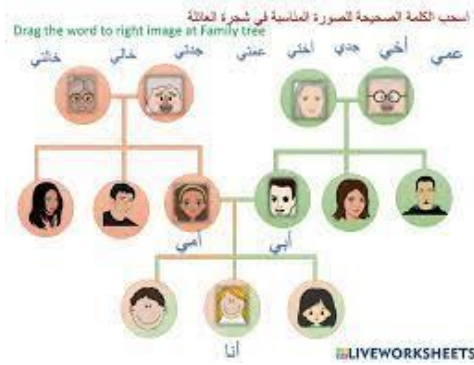 أسحب الكلمة الصحيحة للصورة المناسبة في شجرة العائلة
Drag the word to right image at Family tree
عمي أخي جدي أختي عمتي جدتي خالي خالتي
أبي أمي
أنا
LIVEWORKSHEETS